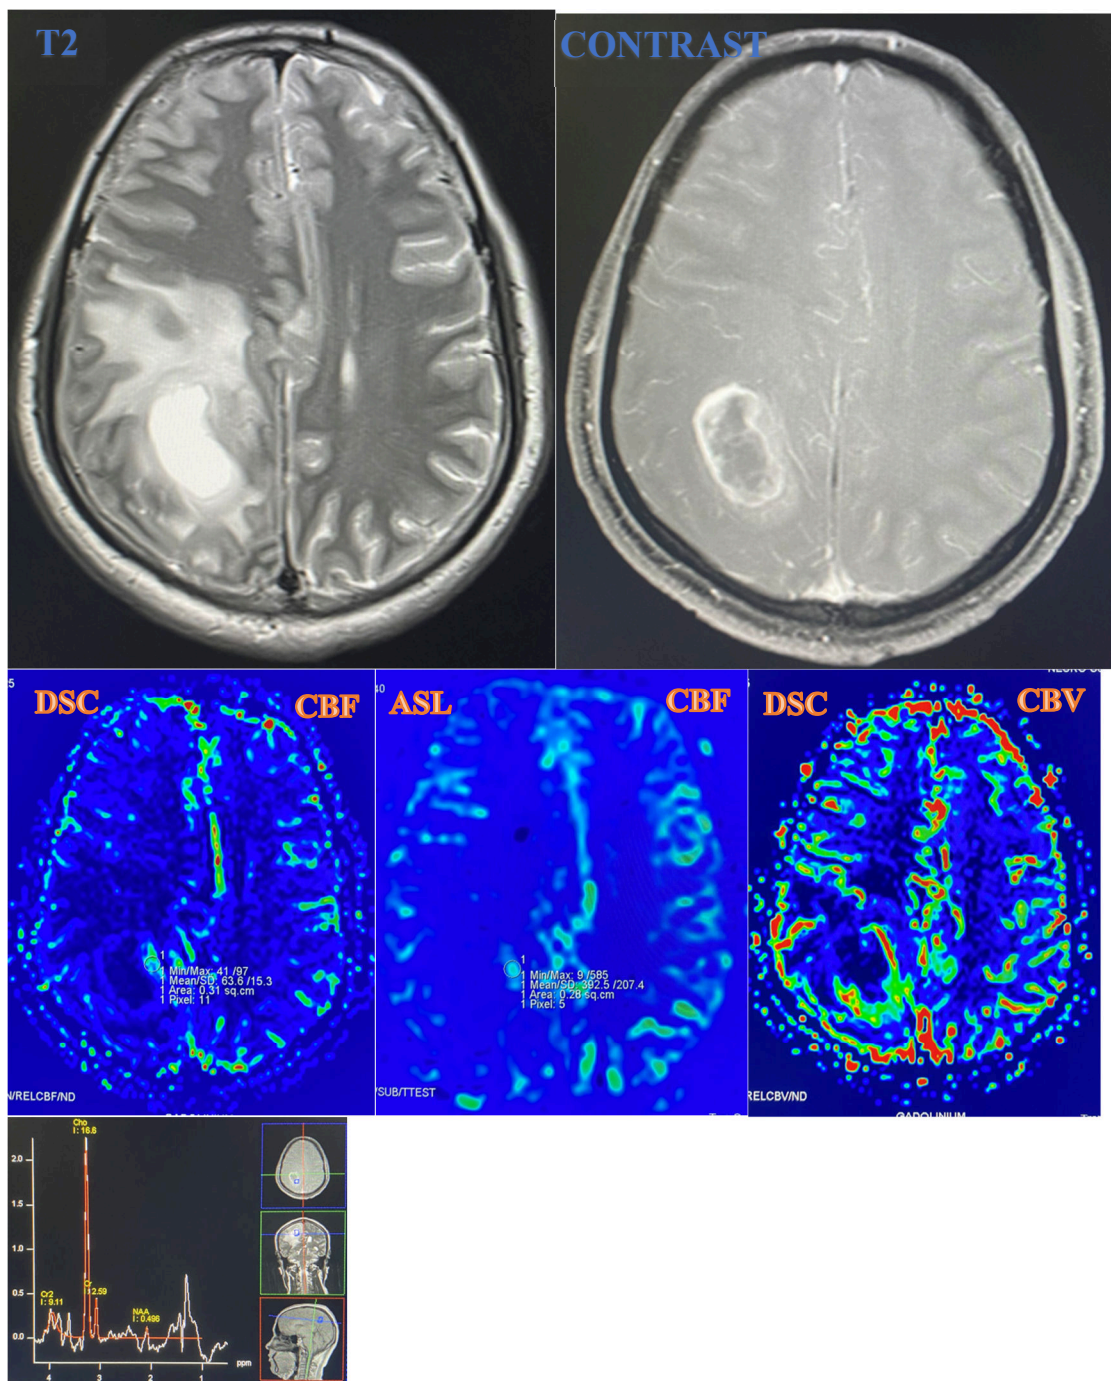 T2
CONTRAST
DSC
CBF
ASL
CBF
DSC
CBV
5
40
NEURO
1
1 Min/Max: 41 /97
1 Mean/SD: 63.6 /15.3
1 Area: 0.31 sq.cm
1 Pixel: 11
1
1 Min/Max: 9 /585
1 Mean/SD: 392.5 /207.4
1 Area: 0.28 sq.cm
1 Pixel: 5
N/RELCBF/ND
/SUB/TTEST
RELCBV/ND
GADOLINIUM
Cho
I: 16.6
2.0
1.5
1.0
0.5
0.0
Cr2
I: 9.11
Cr
I: 2.59
NAA
I: 0.496
ppm
4
3
2
1